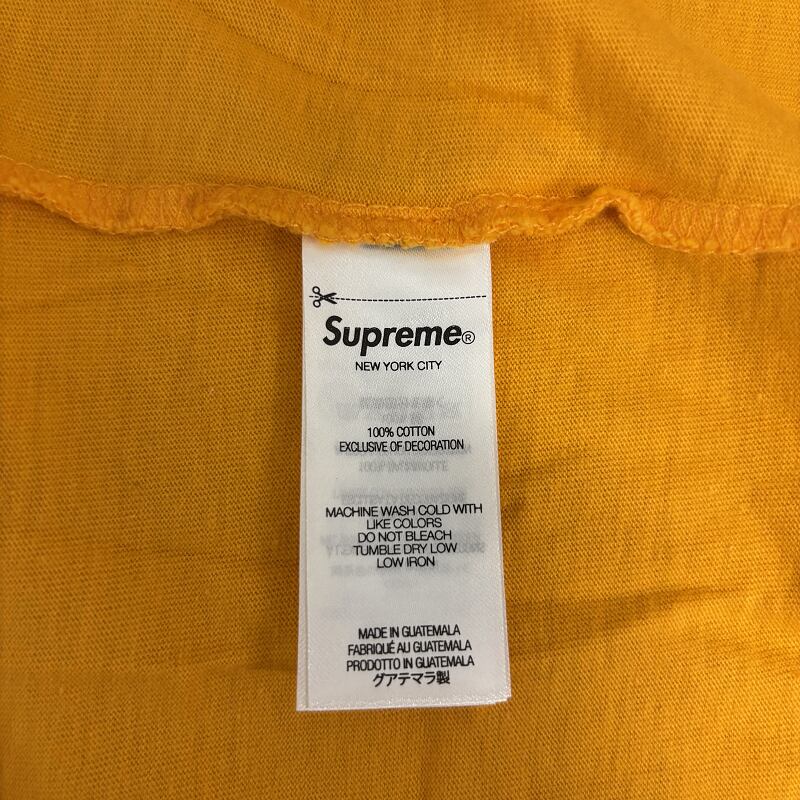 Supreme®
NEW YORK CITY
100% COTTON
EXCLUSIVE OF DECORATION
MACHINE WASH COLD WITH
LIKE COLORS
DO NOT BLEACH
TUMBLE DRY LOW
LOW IRON
MADE IN GUATEMALA
FABRIQUÉ AU GUATEMALA
PRODOTTO IN GUATEMALA
グアテマラ製